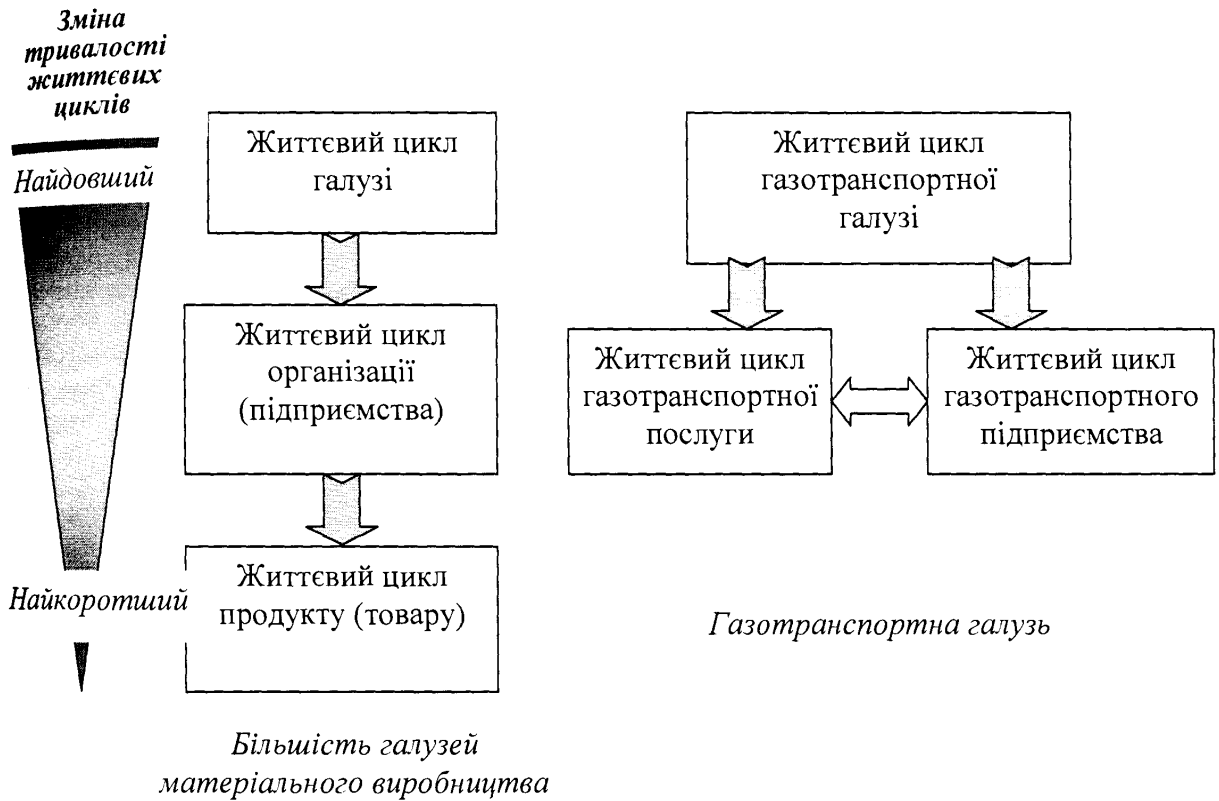 Зміна
тривалості
життєвих
циклів
Найдовший
Найкоротший
Життєвий цикл
галузі
Життєвий цикл
організації
(підприємства)
Життєвий цикл
продукту (товару)
Більшість галузей
матеріального виробництва
Життєвий цикл
газотранспортної
галузі
Життєвий цикл
газотранспортної
послуги
Життєвий цикл
газотранспортного
підприємства
Газотранспортна галузь